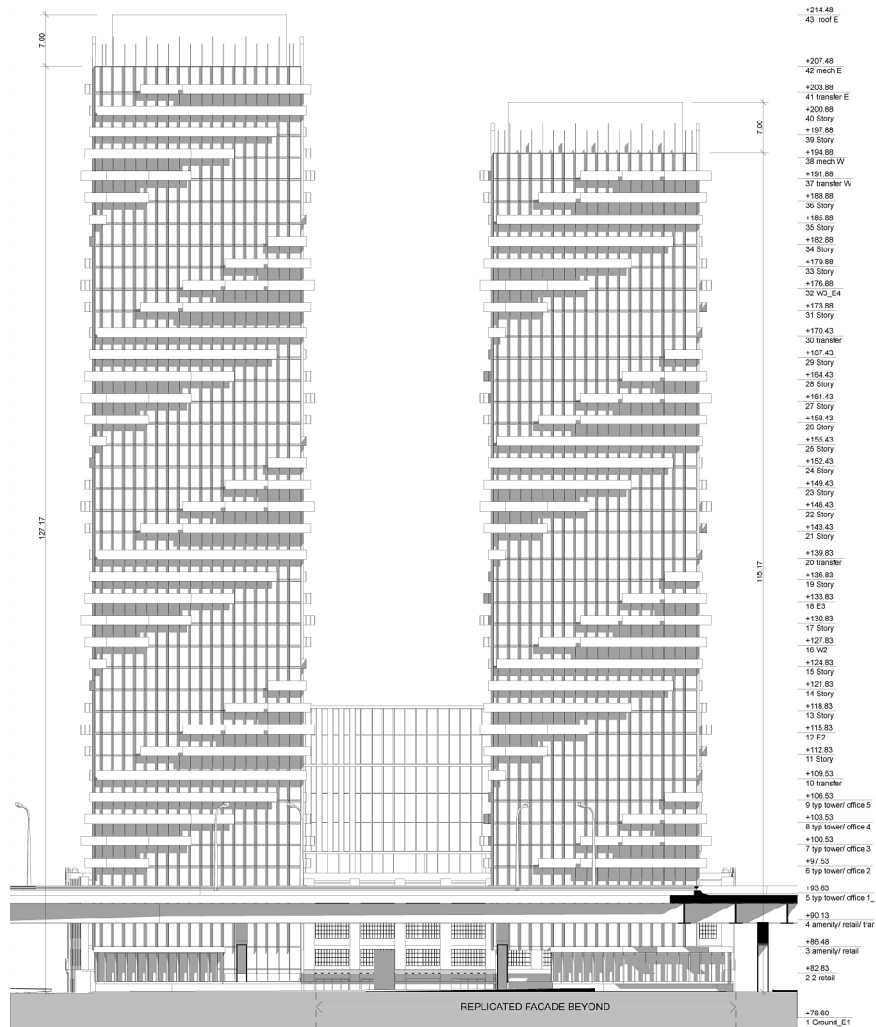 +214.48
43 roof E
7.00
+207.48
42 mech E
+203.88
41 transfer E
+200.88
40 Story
+197.88
39 Story
7.00
+194.88
38 mech W
+191.88
37 transfer W
+188.88
36 Story
+185.88
35 Story
+182.88
34 Story
+179.88
33 Story
+176.88
32 W3_E4
+173.88
31 Story
+170.43
30 transfer
+167.43
29 Story
+164.43
28 Story
+161.43
27 Story
+158.43
26 Story
+155.43
25 Story
+152.43
24 Story
+149.43
23 Story
+146.43
22 Story
127.17
+143.43
21 Story
+139.83
20 transfer
115.17
+136.83
19 Story
+133.83
18 E3
+130.83
17 Story
+127.83
16 W2
+124.83
15 Story
+121.83
14 Story
+118.83
13 Story
+115.83
12 E2
+112.83
11 Story
+109.53
10 transfer
+106.53
9 typ tower/ office 5
+103.53
8 typ tower/ office 4
+100.53
7 typ tower/ office 3
+97.53
6 typ tower/ office 2
+93.83
5 typ tower/ office 1_
+90.13
4 amenity/ retail/ trar
+86.48
3 amenity/ retail
+82.83
2 2 retail
REPLICATED FACADE BEYOND
+76.60
1 Ground_E1